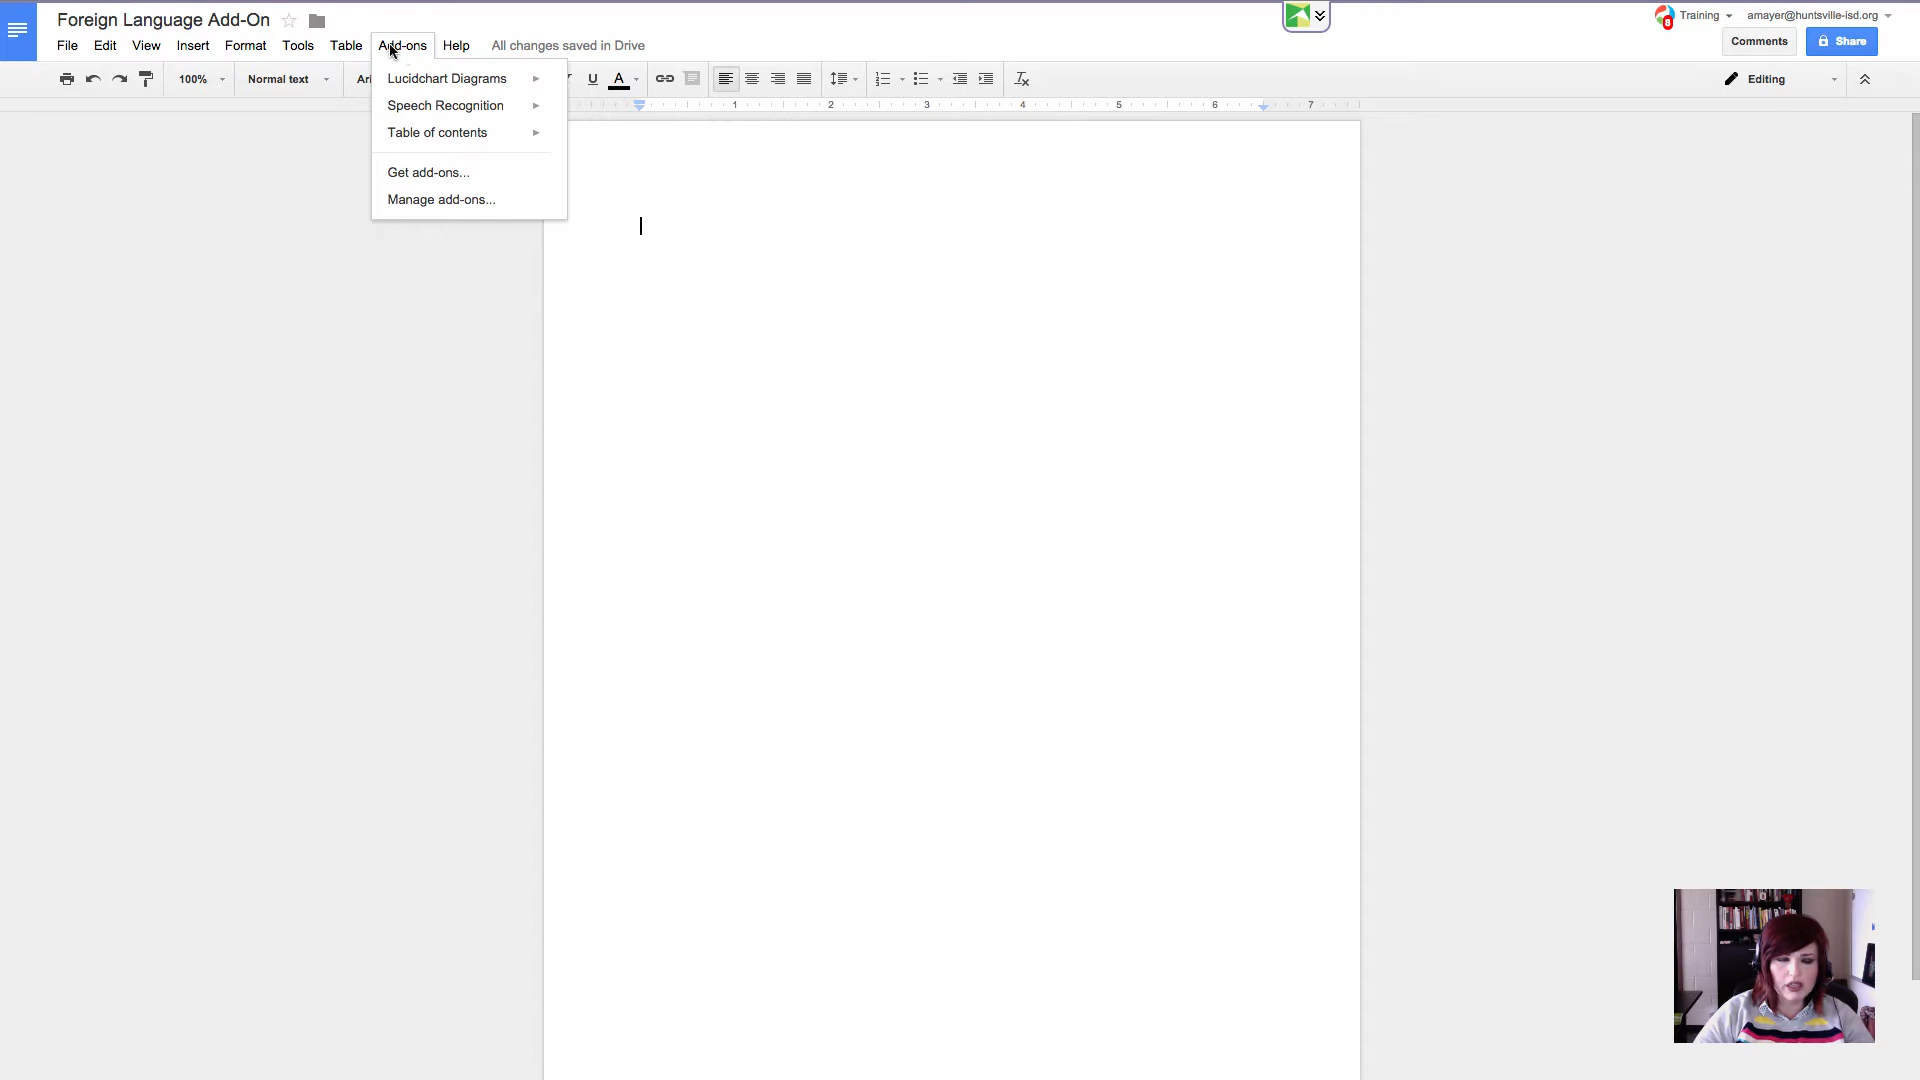 Foreign Language Add-On
Training
amayer@huntsville-isd.org
8
File Edit View Insert Format Tools Table Add-ons Help All changes saved in Drive
Comments
Share
100% Normal text Ari
U A
Editing
Lucidchart Diagrams
Speech Recognition
Table of contents
Get add-ons...
Manage add-ons...
1 2 3 4 5 6 7